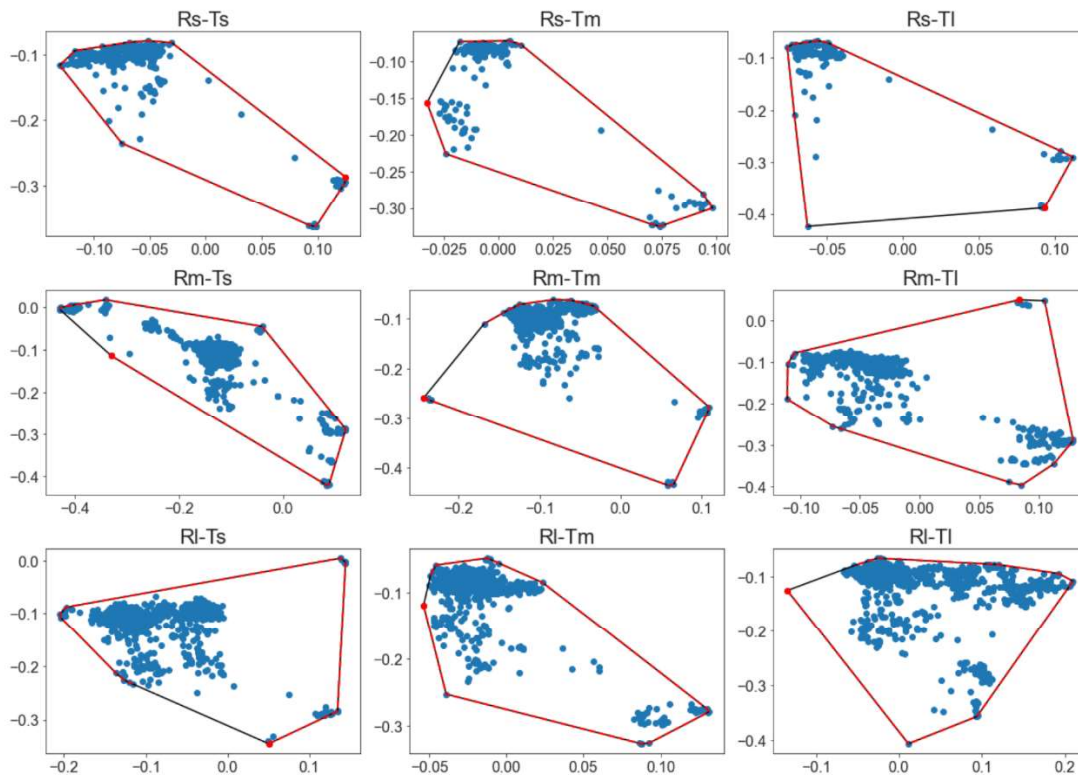 Rs-Ts Rs-Tm Rs-Tl
−0.1 −0.2 −0.3
−0.10 −0.15 −0.20 −0.25 −0.30
−0.1 −0.2 −0.3 −0.4
−0.10 −0.05 0.00 0.05 0.10
−0.025 0.000 0.025 0.050 0.075 0.100
−0.05 0.00 0.05 0.10
Rm-Ts Rm-Tm Rm-Tl
0.0 −0.1 −0.2 −0.3 −0.4
−0.1 −0.2 −0.3 −0.4
0.0 −0.1 −0.2 −0.3 −0.4
−0.4 −0.2 0.0
−0.2 −0.1 0.0 0.1
−0.10 −0.05 0.00 0.05 0.10
Rl-Ts Rl-Tm Rl-Tl
0.0 −0.1 −0.2 −0.3
−0.1 −0.2 −0.3
−0.1 −0.2 −0.3 −0.4
−0.2 −0.1 0.0 0.1
−0.05 0.00 0.05 0.10
−0.1 0.0 0.1 0.2